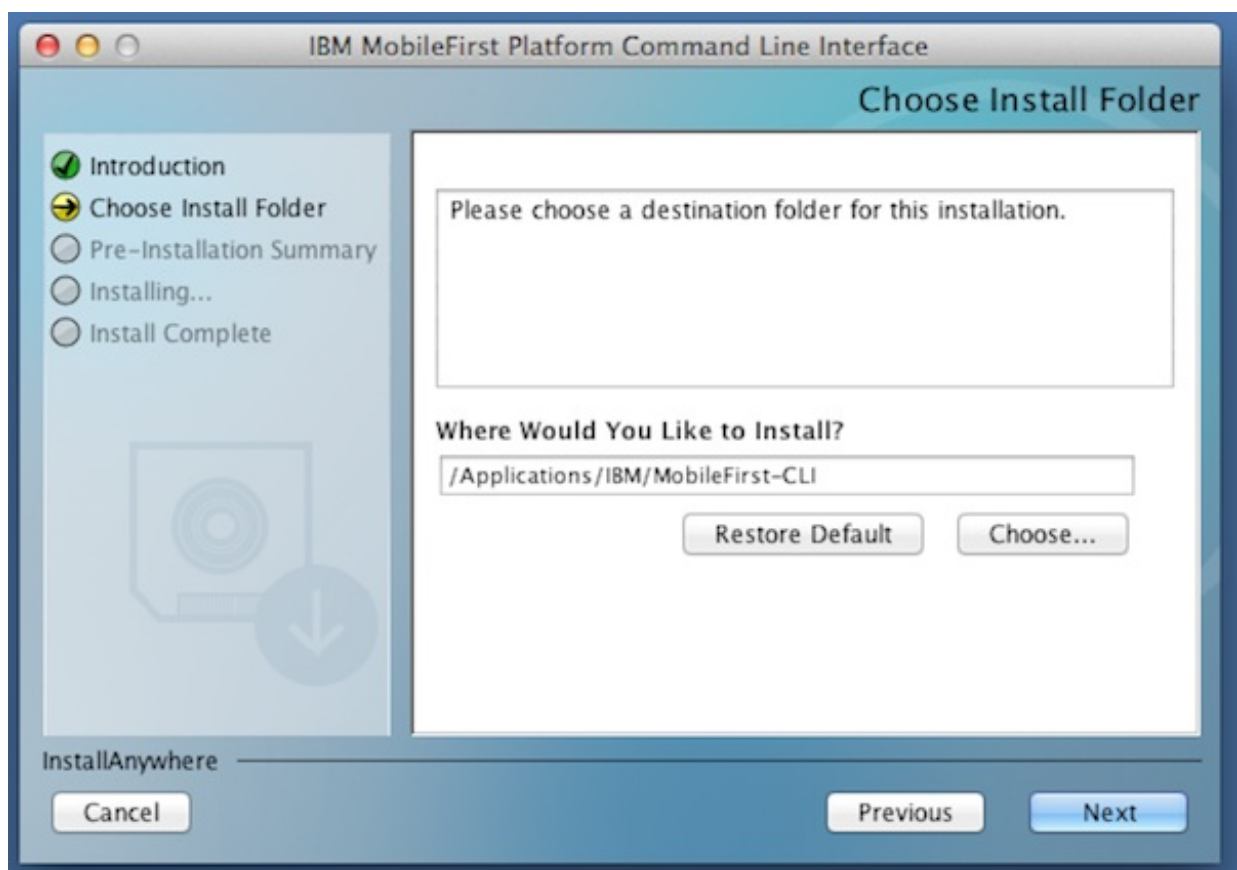 IBM MobileFirst Platform Command Line Interface
Choose Install Folder
Introduction
Choose Install Folder
Pre-Installation Summary
Installing...
Install Complete
Please choose a destination folder for this installation.
Where Would You Like to Install?
/Applications/IBM/MobileFirst-CLI
Restore Default
Choose...
InstallAnywhere
Cancel
Previous
Next